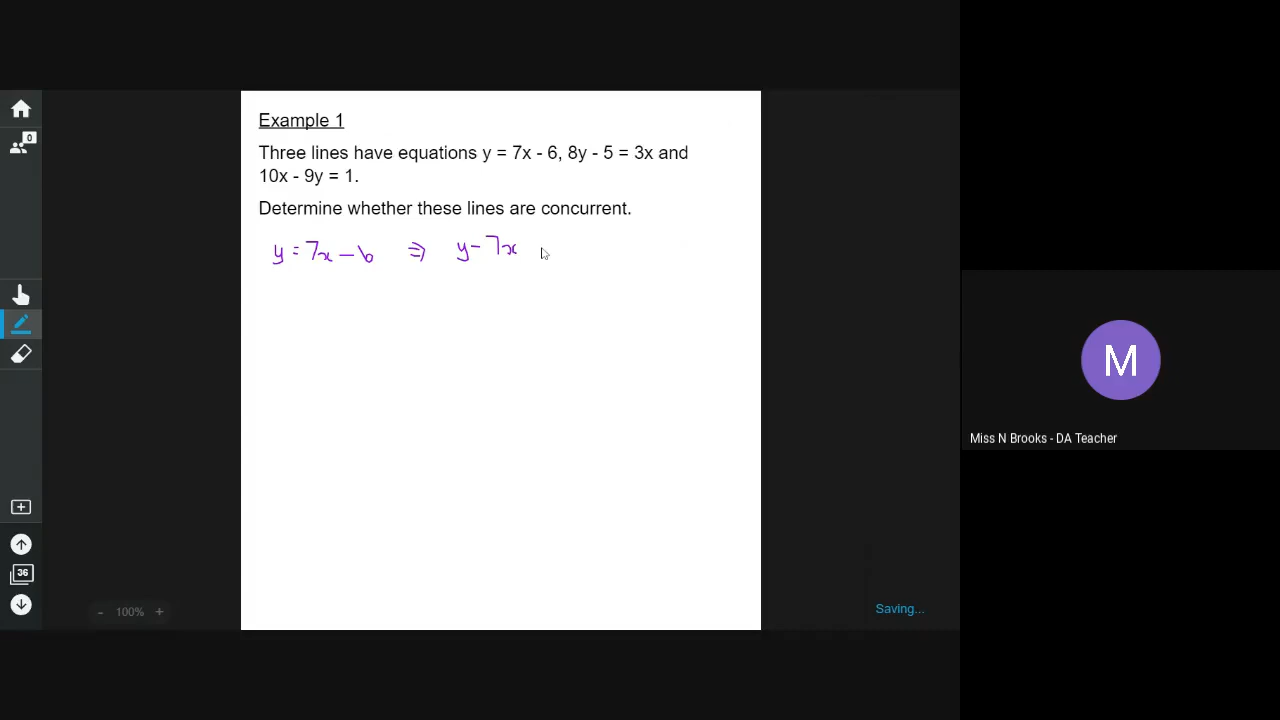 Example 1
Three lines have equations y = 7x - 6, 8y - 5 = 3x and
10x - 9y = 1.
Determine whether these lines are concurrent.
y = 7x - 6 ⇒ y - 7x
0
36
- 100% +
Saving...
M
Miss N Brooks - DA Teacher